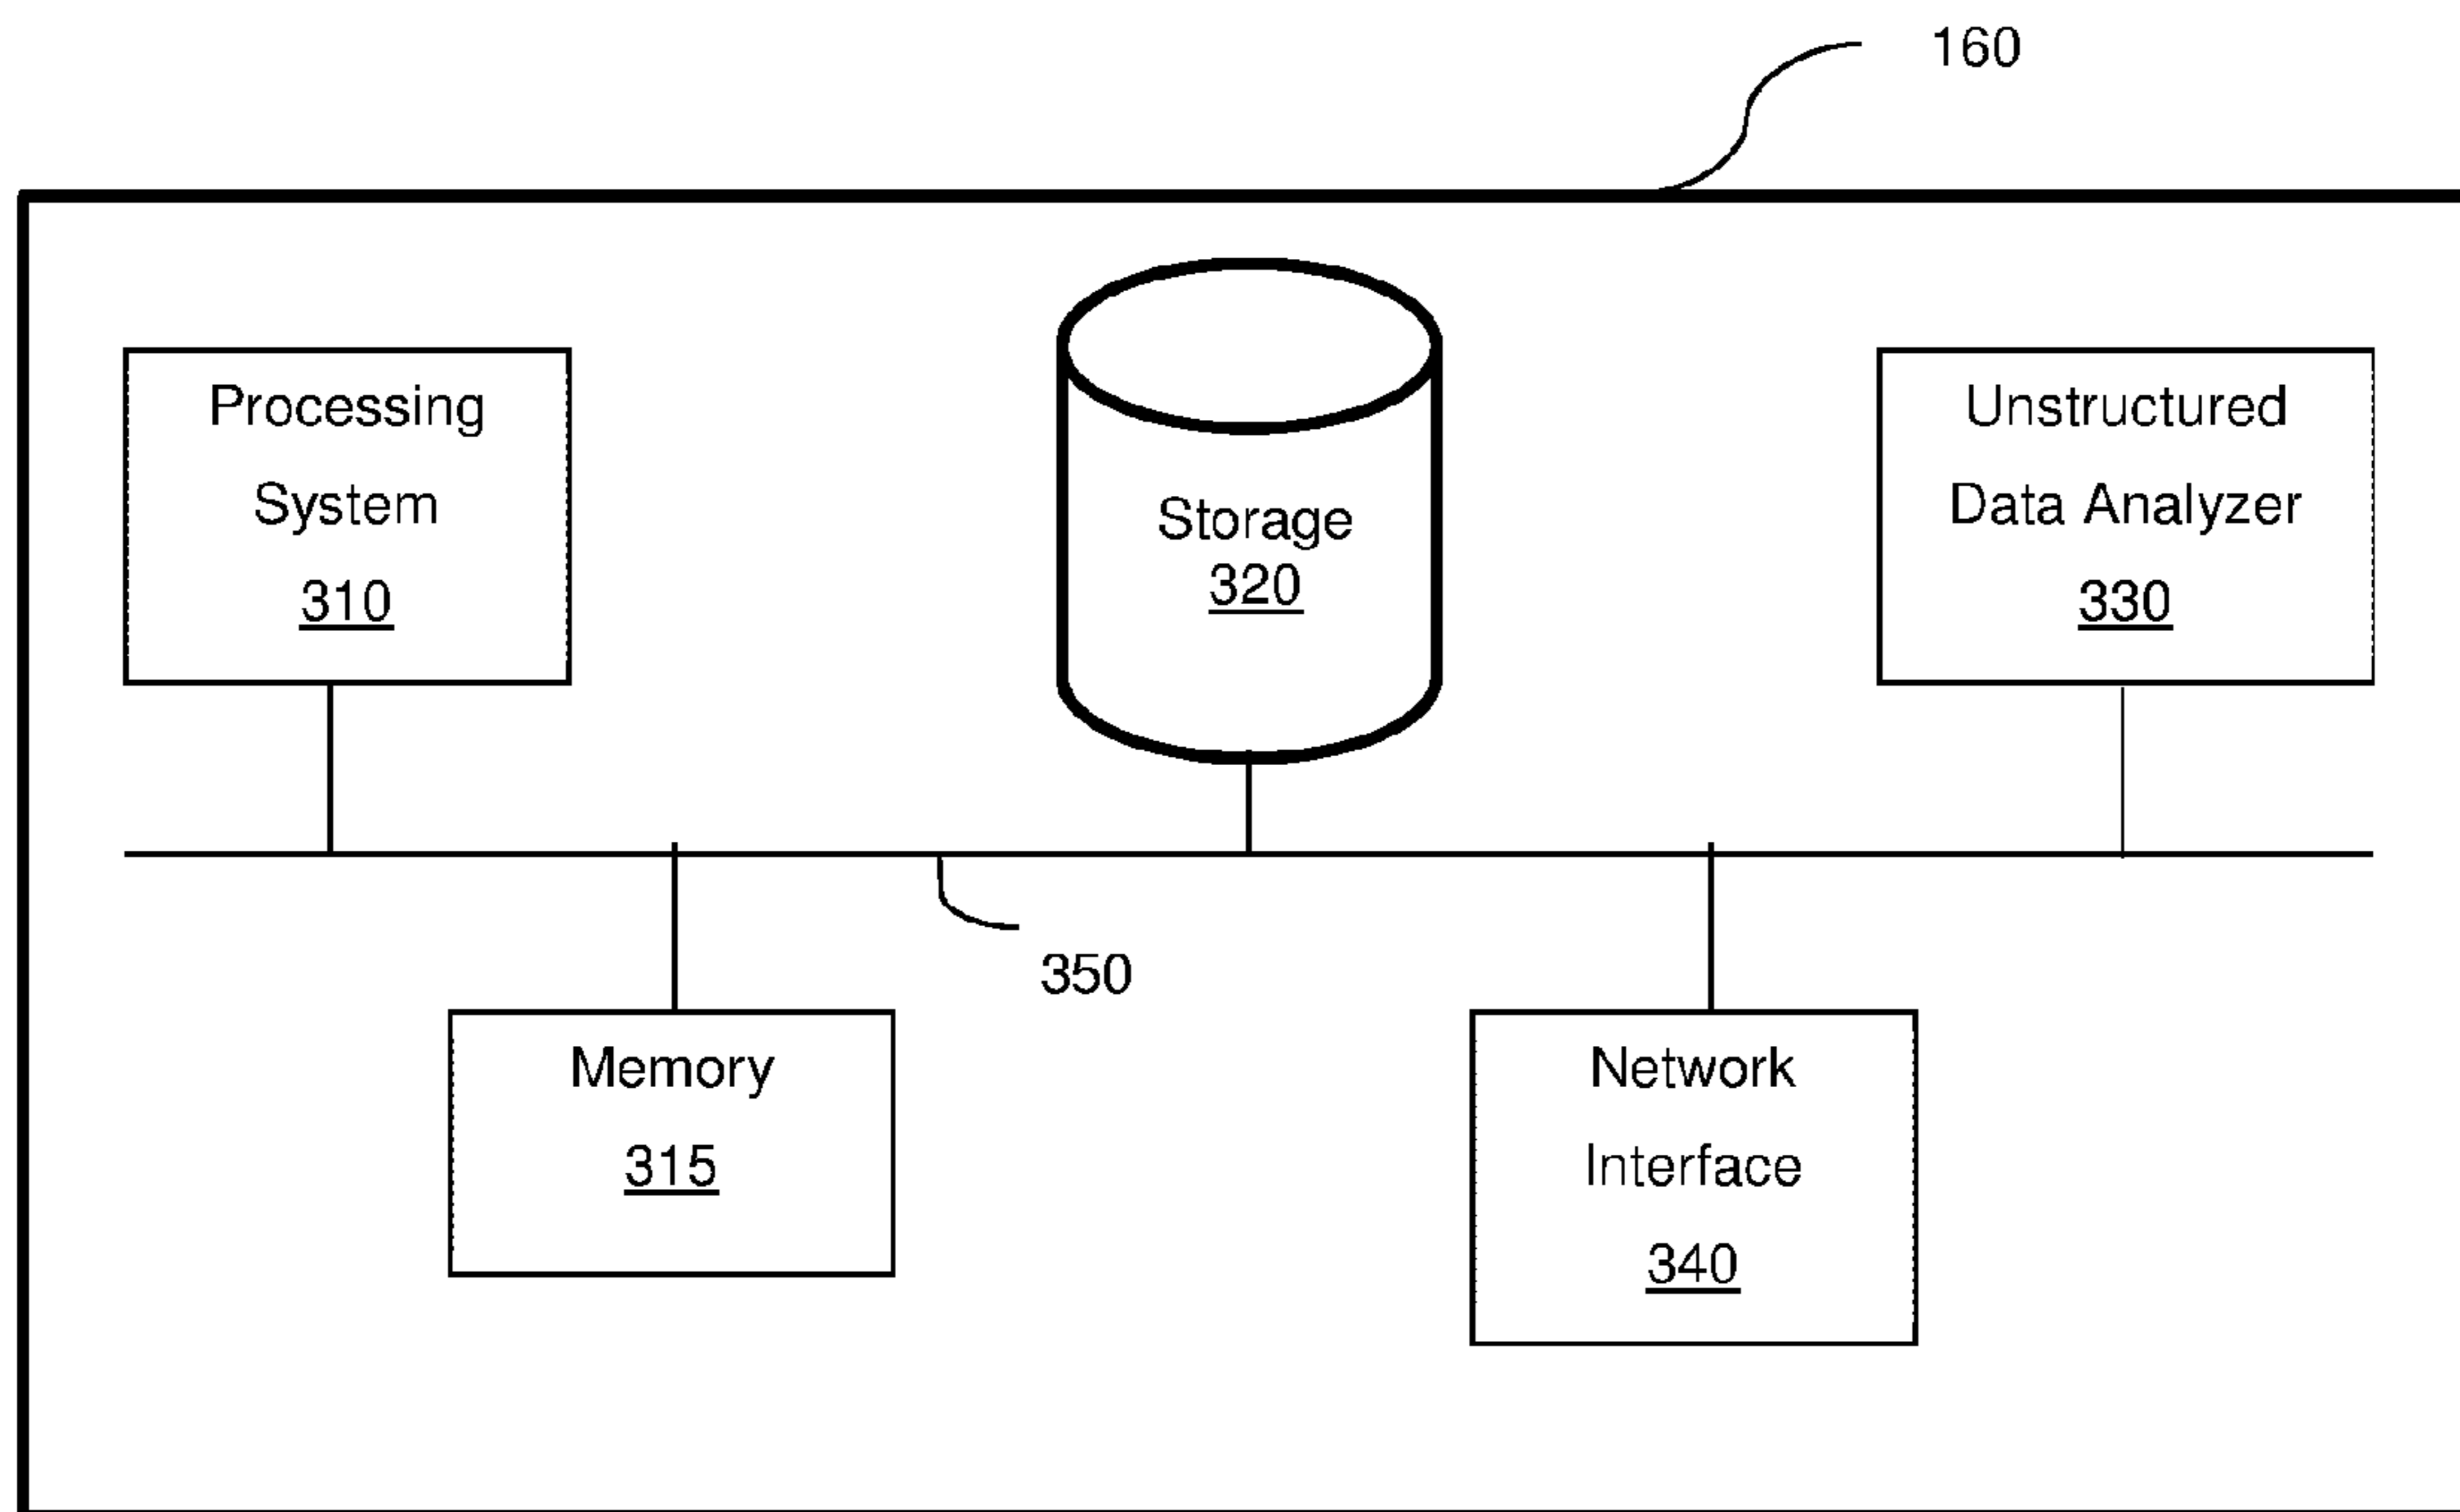 160
Processing
System
310
Storage
320
Unstructured
Data Analyzer
330
350
Memory
315
Network
Interface
340